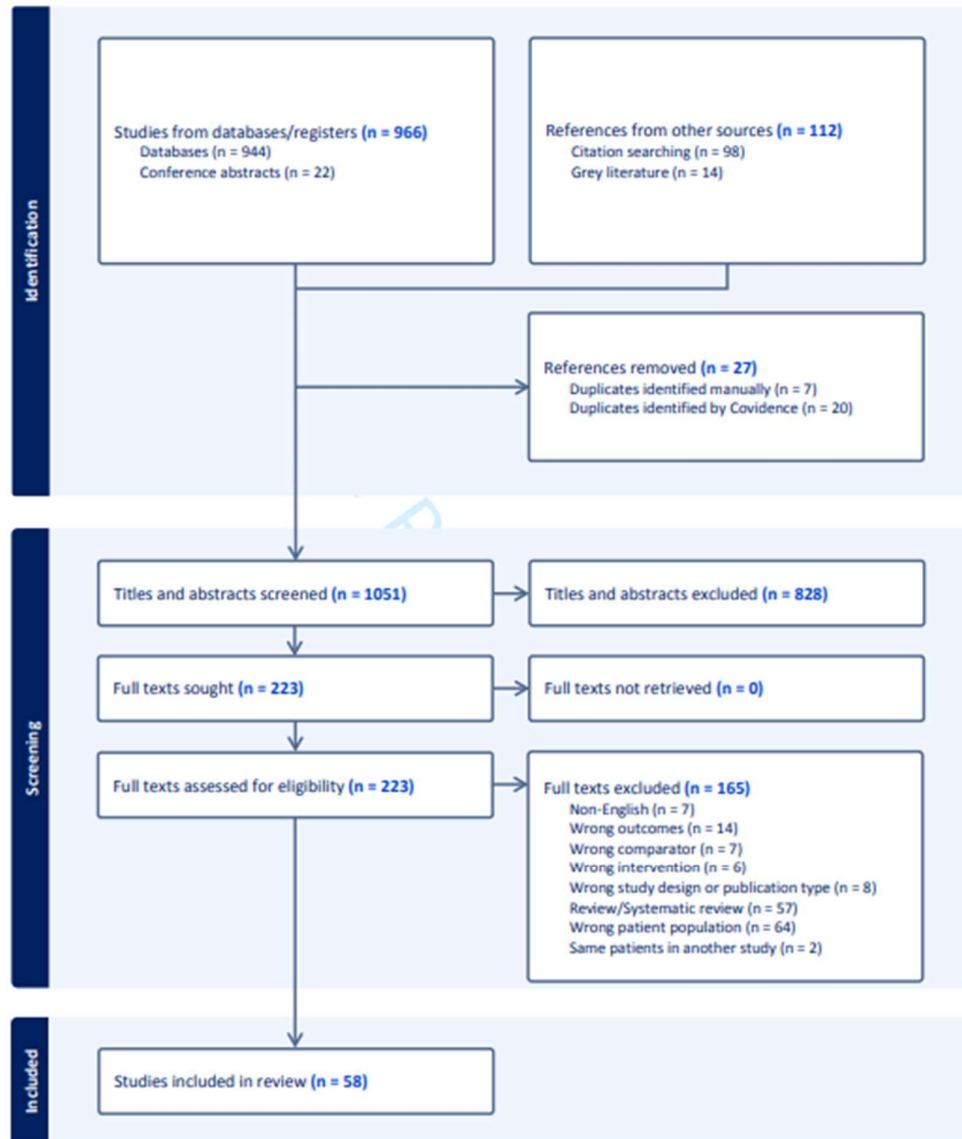 Identification
Studies from databases/registers (n = 966)
Databases (n = 944)
Conference abstracts (n = 22)
References from other sources (n = 112)
Citation searching (n = 98)
Grey literature (n = 14)
References removed (n = 27)
Duplicates identified manually (n = 7)
Duplicates identified by Covidence (n = 20)
Screening
Titles and abstracts screened (n = 1051)
Titles and abstracts excluded (n = 828)
Full texts sought (n = 223)
Full texts not retrieved (n = 0)
Full texts assessed for eligibility (n = 223)
Full texts excluded (n = 165)
Non-English (n = 7)
Wrong outcomes (n = 14)
Wrong comparator (n = 7)
Wrong intervention (n = 6)
Wrong study design or publication type (n = 8)
Review/Systematic review (n = 57)
Wrong patient population (n = 64)
Same patients in another study (n = 2)
Included
Studies included in review (n = 58)